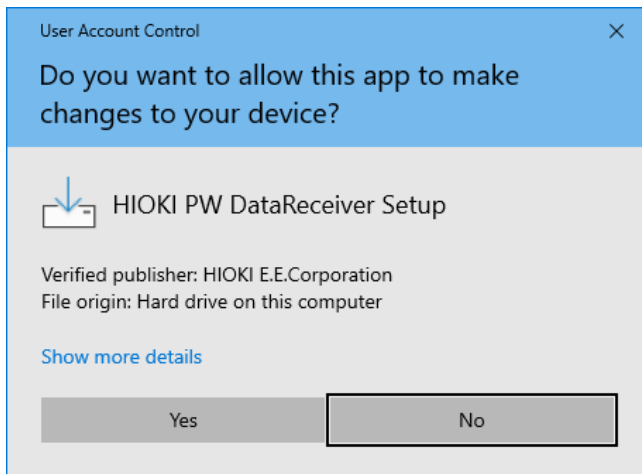 User Account Control
Do you want to allow this app to make
changes to your device?
HIOKI PW DataReceiver Setup
Verified publisher: HIOKI E.E.Corporation
File origin: Hard drive on this computer
Show more details
Yes
No